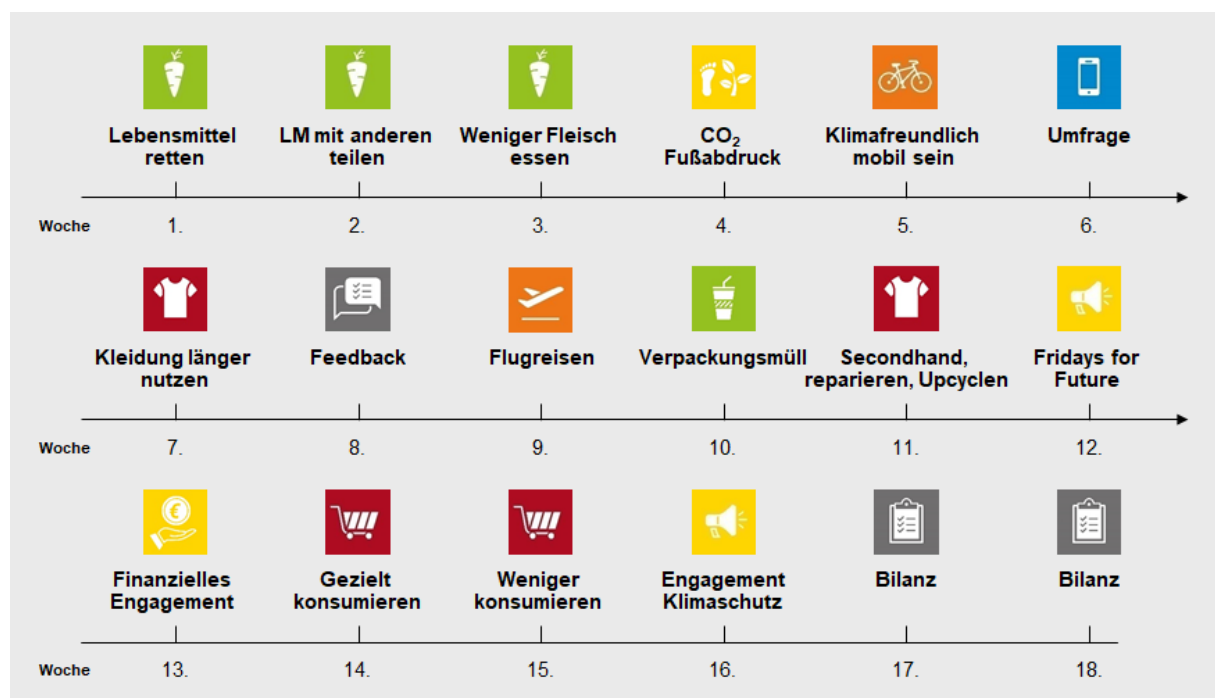 Lebensmittel retten
LM mit anderen teilen
Weniger Fleisch essen
CO₂ Fußabdruck
Klimafreundlich mobil sein
Umfrage
Woche 1. 2. 3. 4. 5. 6.
Kleidung länger nutzen
Feedback
Flugreisen
Verpackungsmüll
Secondhand, reparieren, Upcyclen
Fridays for Future
Woche 7. 8. 9. 10. 11. 12.
€
Finanzielles Engagement
Gezielt konsumieren
Weniger konsumieren
Engagement Klimaschutz
Bilanz
Bilanz
Woche 13. 14. 15. 16. 17. 18.